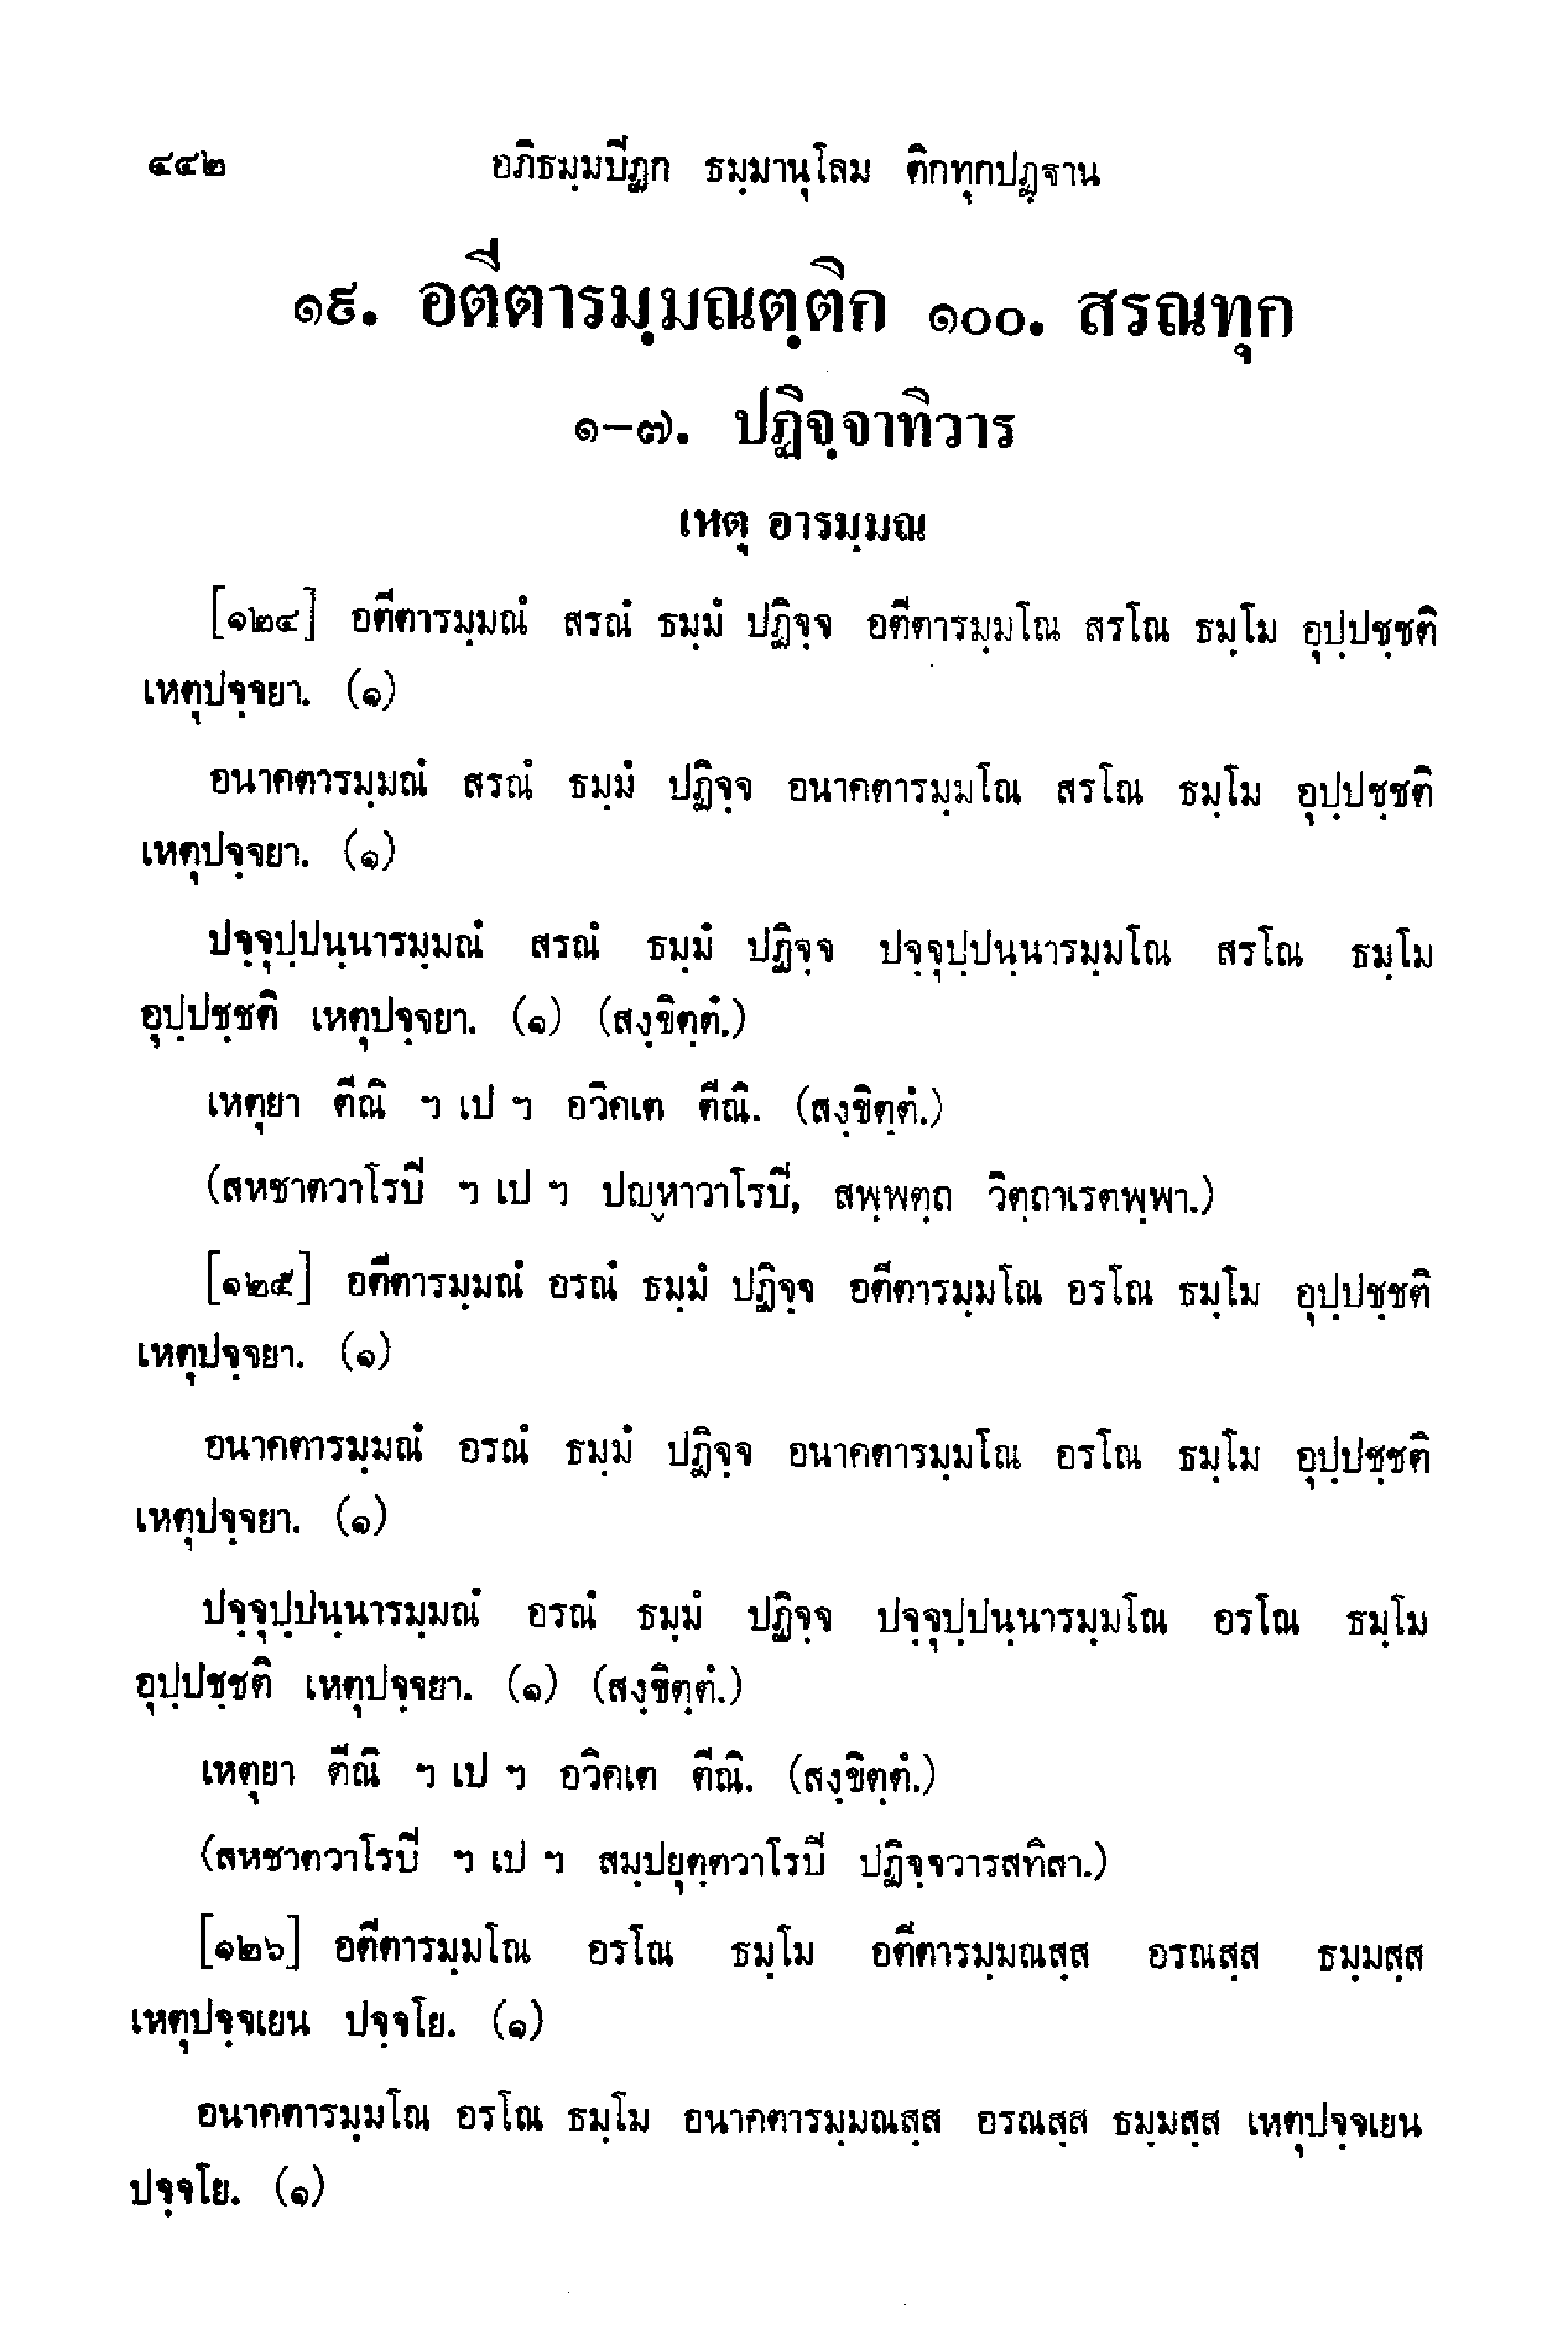 ๔๔๒ อภิธมฺมปีฏก ธมฺมานุโลม ติกทุกปฏฺฐาน
๑๙. อตีตารมฺมณตฺติก ๑๐๐. สรณทุก
๑-๗. ปฏิจฺจาทิวาร
เหตุ อารมฺมณ
[๑๒๔] อตีตารมฺมณํ สรณํ ธมฺมํ ปฏิจฺจ อตีตารมฺมโณ สรโณ ธมฺโม อุปฺปชฺชติ
เหตุปจฺจยา. (๑)
อนาคตารมฺมณํ สรณํ ธมฺมํ ปฏิจฺจ อนาคตารมฺมโณ สรโณ ธมฺโม อุปฺปชฺชติ
เหตุปจฺจยา. (๑)
ปจฺจุปฺปนฺนารมฺมณํ สรณํ ธมฺมํ ปฏิจฺจ ปจฺจุปฺปนฺนารมฺมโณ สรโณ ธมฺโม
อุปฺปชฺชติ เหตุปจฺจยา. (๑) (สงฺขิตฺตํ.)
เหตุยา ตีณิ ฯ เป ฯ อวิคเต ตีณิ. (สงฺขิตฺตํ.)
(สหชาตวาโรปี ฯ เป ฯ ปญฺหาวาโรปี, สพฺพตฺถ วิตฺถาเรตพฺพา.)
[๑๒๕] อตีตารมฺมณํ อรณํ ธมฺมํ ปฏิจฺจ อตีตารมฺมโณ อรโณ ธมฺโม อุปฺปชฺชติ
เหตุปจฺจยา. (๑)
อนาคตารมฺมณํ อรณํ ธมฺมํ ปฏิจฺจ อนาคตารมฺมโณ อรโณ ธมฺโม อุปฺปชฺชติ
เหตุปจฺจยา. (๑)
ปจฺจุปฺปนฺนารมฺมณํ อรณํ ธมฺมํ ปฏิจฺจ ปจฺจุปฺปนฺนารมฺมโณ อรโณ ธมฺโม
อุปฺปชฺชติ เหตุปจฺจยา. (๑) (สงฺขิตฺตํ.)
เหตุยา ตีณิ ฯ เป ฯ อวิคเต ตีณิ. (สงฺขิตฺตํ.)
(สหชาตวาโรปี ฯ เป ฯ สมฺปยุตฺตวาโรปี ปฏิจฺจวารสทิสา.)
[๑๒๖] อตีตารมฺมโณ อรโณ ธมฺโม อตีตารมฺมณสฺส อรณสฺส ธมฺมสฺส
เหตุปจฺจเยน ปจฺจโย. (๑)
อนาคตารมฺมโณ อรโณ ธมฺโม อนาคตารมฺมณสฺส อรณสฺส ธมฺมสฺส เหตุปจฺจเยน
ปจฺจโย. (๑)